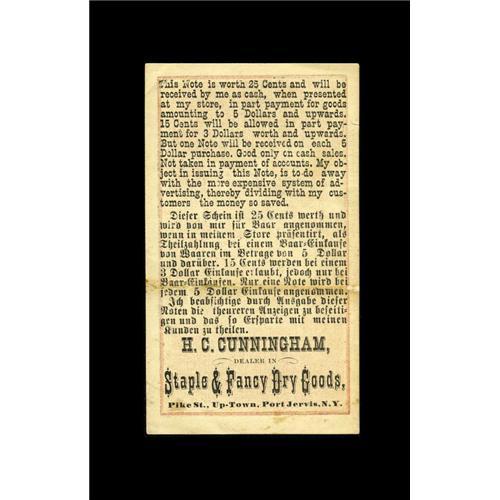 This Note is worth 25 Cents and will be
received by me as cash, when presented
at my store, in part payment for goods
amounting to 5 Dollars and upwards.
15 Cents will be allowed in part pay-
ment for 3 Dollars worth and upwards.
But one Note will be received on each 5
Dollar purchase. Good only on cash sales.
Not taken in payment of accounts. My ob-
ject in issuing this Note, is to do away
with the more expensive system of ad-
vertising, thereby dividing with my cus-
tomers the money so saved.
Dieser Schein ist 25 Cents werth und
wird von mir für Baar angenommen,
wenn in meinem Store präsentirt, als
Theilzahlung bei einem Baar-Einkaufe
von Waaren im Betrage von 5 Dollar
und darüber. 15 Cents werden bei einem
3 Dollar Einkaufe erlaubt, jedoch nur bei
Baar-Einkäufen. Nur eine Note wird bei
jedem 5 Dollar Einkaufe angenommen.
Ich beabsichtige durch Ausgabe dieser
Noten die theureren Anzeigen zu beseiti-
gen und das so Ersparte mit meinen
Kunden zu theilen.
H. C. CUNNINGHAM,
DEALER IN
Staple & Fancy Dry Goods,
Pike St., Up-Town, Port Jervis, N.Y.